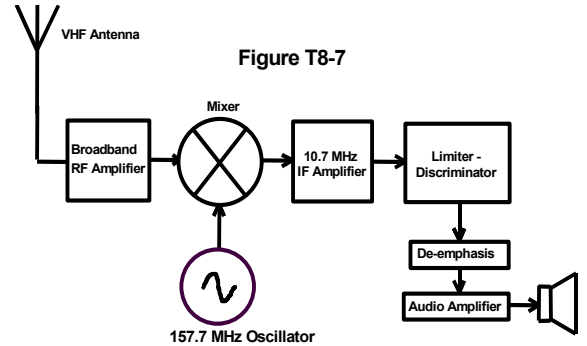 VHF Antenna
Figure T8-7
Mixer
Broadband
RF Amplifier
10.7 MHz
IF Amplifier
Limiter -
Discriminator
De-emphasis
Audio Amplifier
157.7 MHz Oscillator